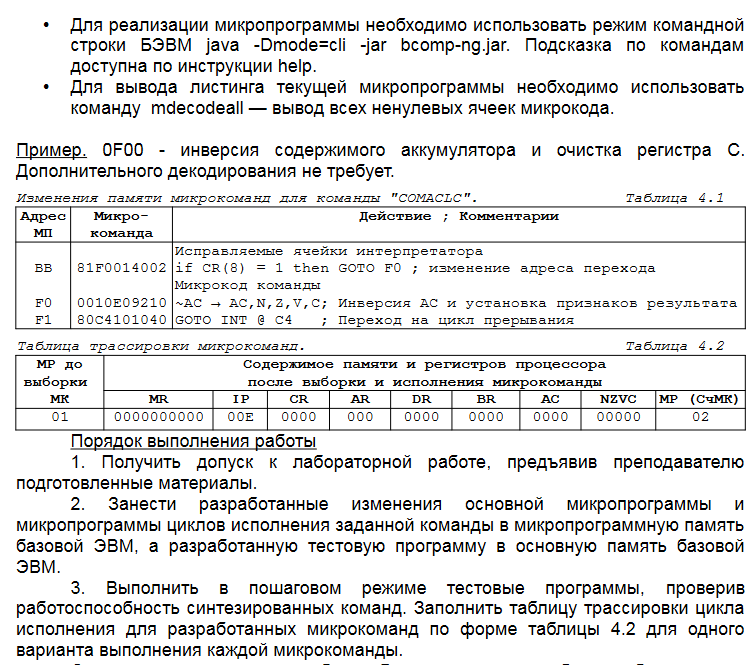 • Для реализации микропрограммы необходимо использовать режим командной
строки БЭВМ java -Dmode=cli -jar bcomp-ng.jar. Подсказка по командам
доступна по инструкции help.
• Для вывода листинга текущей микропрограммы необходимо использовать
команду mdecodeall — вывод всех ненулевых ячеек микрокода.
Пример. 0F00 - инверсия содержимого аккумулятора и очистка регистра С.
Дополнительного декодирования не требует.
Изменения памяти микрокоманд для команды "COMACLC". Таблица 4.1
Адрес МП Микро-команда Действие ; Комментарии
Исправляемые ячейки интерпретатора
BB 81F0014002 if CR(8) = 1 then GOTO F0 ; изменение адреса перехода
Микрокод команды
F0 0010E09210 ~AC → AC,N,Z,V,C; Инверсия AC и установка признаков результата
F1 80C4101040 GOTO INT @ C4 ; Переход на цикл прерывания
Таблица трассировки микрокоманд. Таблица 4.2
МР до выборки МК Содержимое памяти и регистров процессора
после выборки и исполнения микрокоманды
MR IP CR AR DR BR AC NZVC МР (СчМК)
01 0000000000 00E 0000 000 0000 0000 0000 00000 02
Порядок выполнения работы
1. Получить допуск к лабораторной работе, предъявив преподавателю
подготовленные материалы.
2. Занести разработанные изменения основной микропрограммы и
микропрограммы циклов исполнения заданной команды в микропрограммную память
базовой ЭВМ, а разработанную тестовую программу в основную память базовой
ЭВМ.
3. Выполнить в пошаговом режиме тестовые программы, проверив
работоспособность синтезированных команд. Заполнить таблицу трассировки цикла
исполнения для разработанных микрокоманд по форме таблицы 4.2 для одного
варианта выполнения каждой микрокоманды.